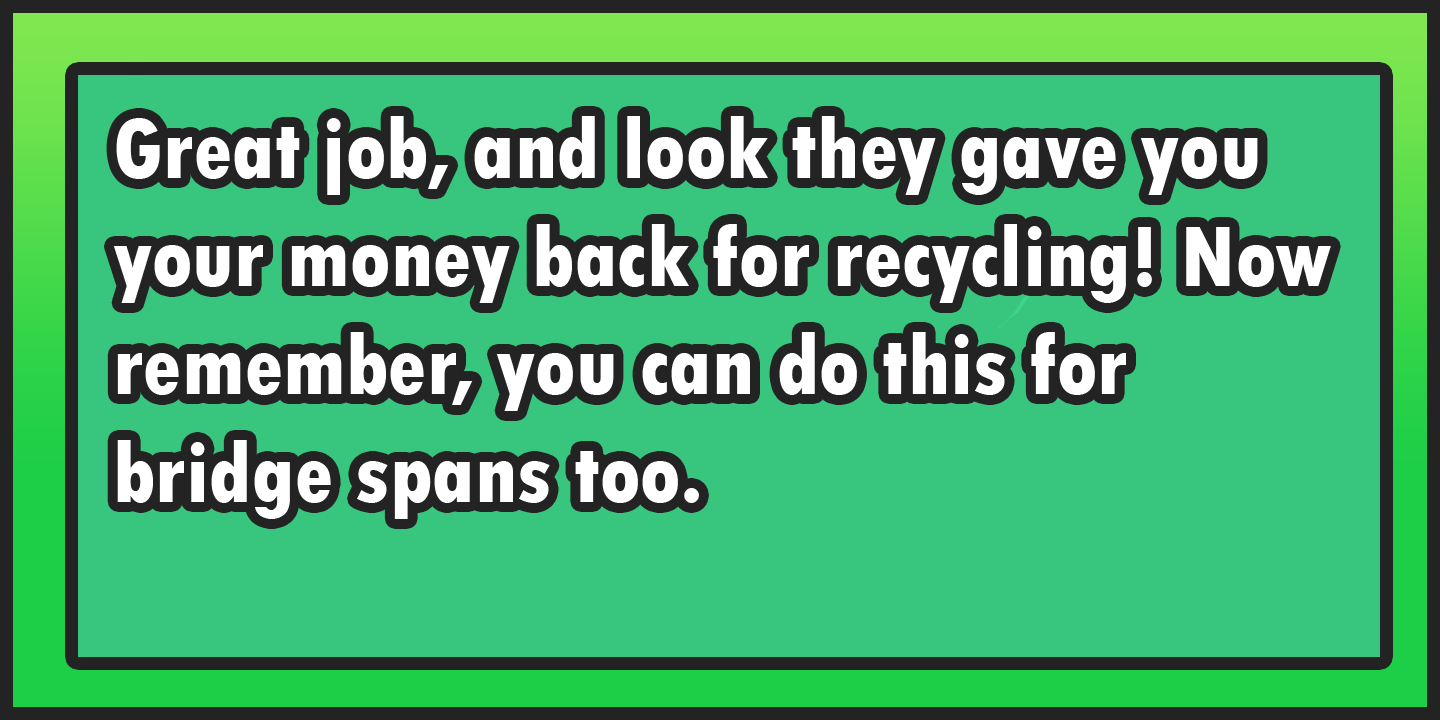 Great job, and look they gave you
your money back for recycling! Now
remember, you can do this for
bridge spans too.